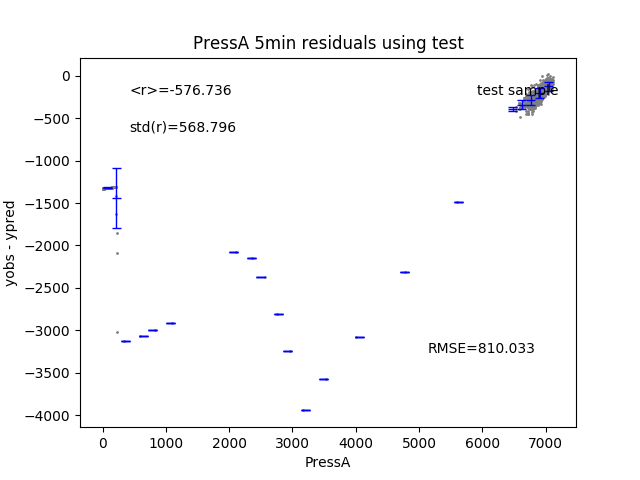 PressA 5min residuals using test
<r>=-576.736
test sample
std(r)=568.796
RMSE=810.033
yobs - ypred
0
−500
−1000
−1500
−2000
−2500
−3000
−3500
−4000
0 1000 2000 3000 4000 5000 6000 7000
PressA